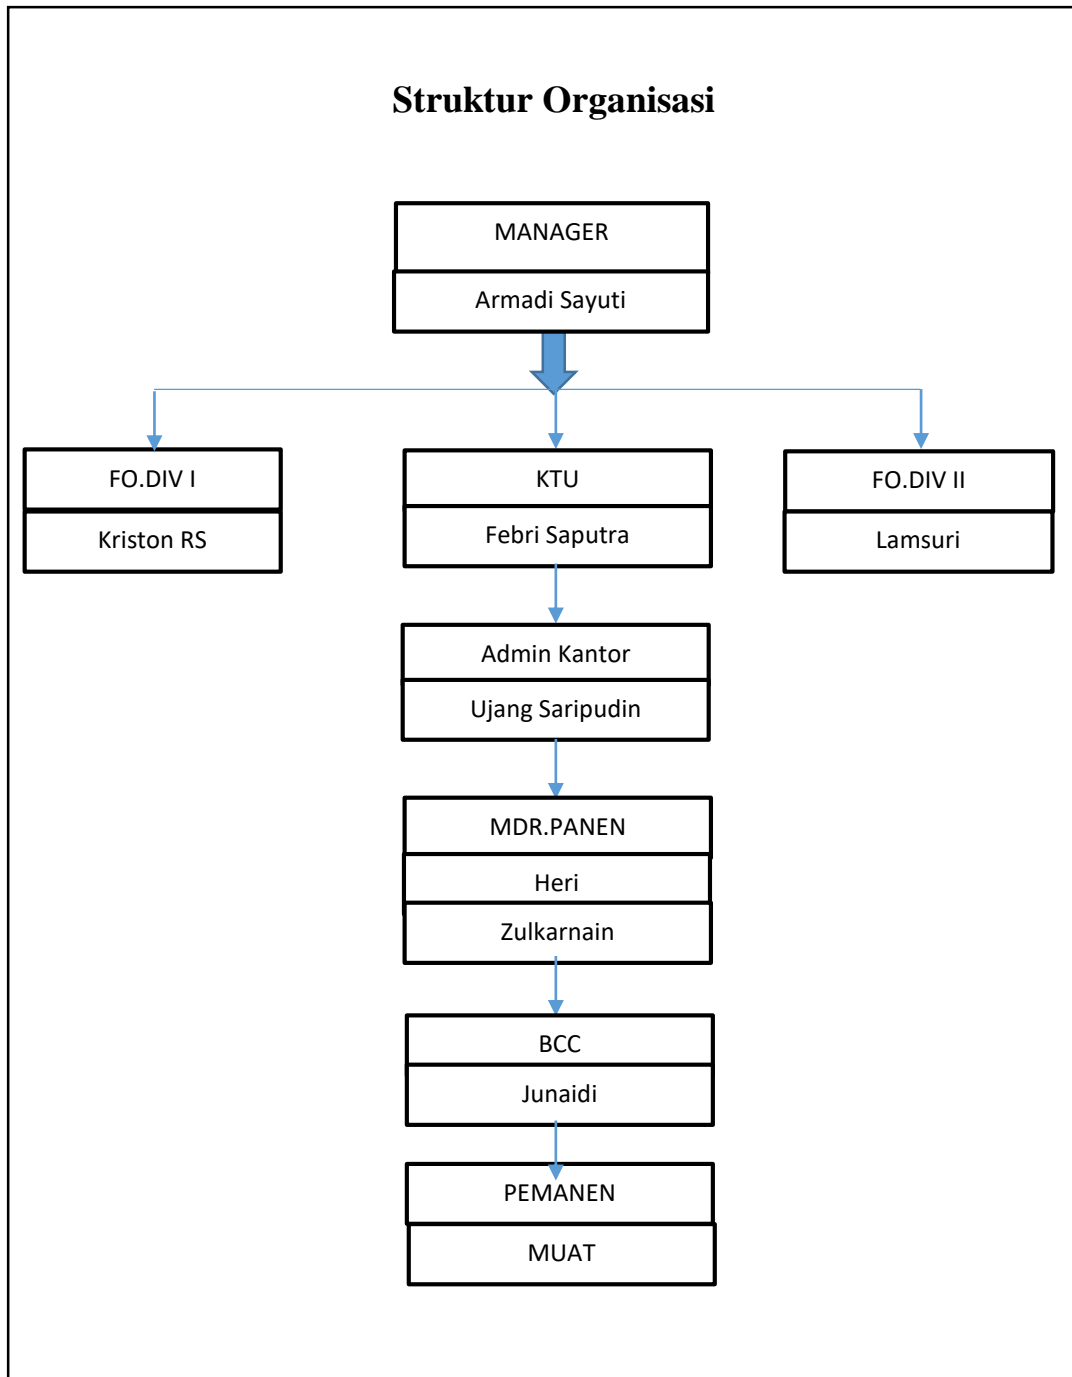 Struktur Organisasi
MANAGER
Armadi Sayuti
FO.DIV I
Kriston RS
KTU
Febri Saputra
FO.DIV II
Lamsuri
Admin Kantor
Ujang Saripudin
MDR.PANEN
Heri
Zulkarnain
BCC
Junaidi
PEMANEN
MUAT